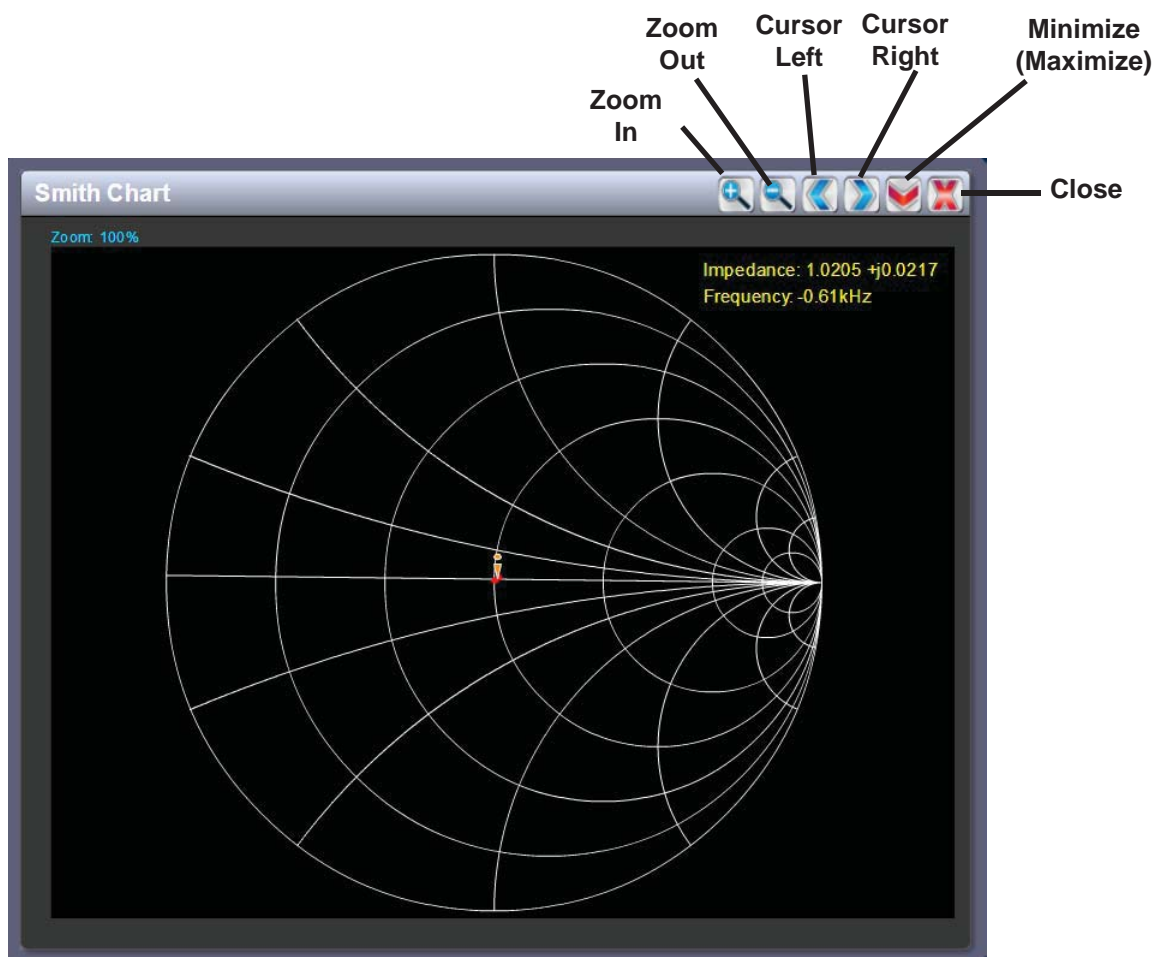 Zoom
Out
Cursor
Left
Cursor
Right
Minimize
(Maximize)
Zoom
In
Close
Smith Chart
Zoom: 100%
Impedance: 1.0205 +j0.0217
Frequency: -0.61kHz